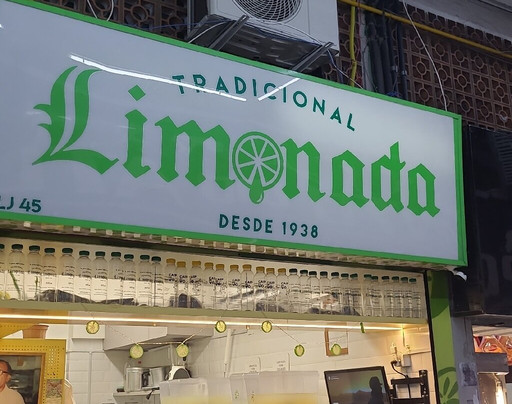 TRADICIONAL
Limonada
LJ 45
DESDE 1938